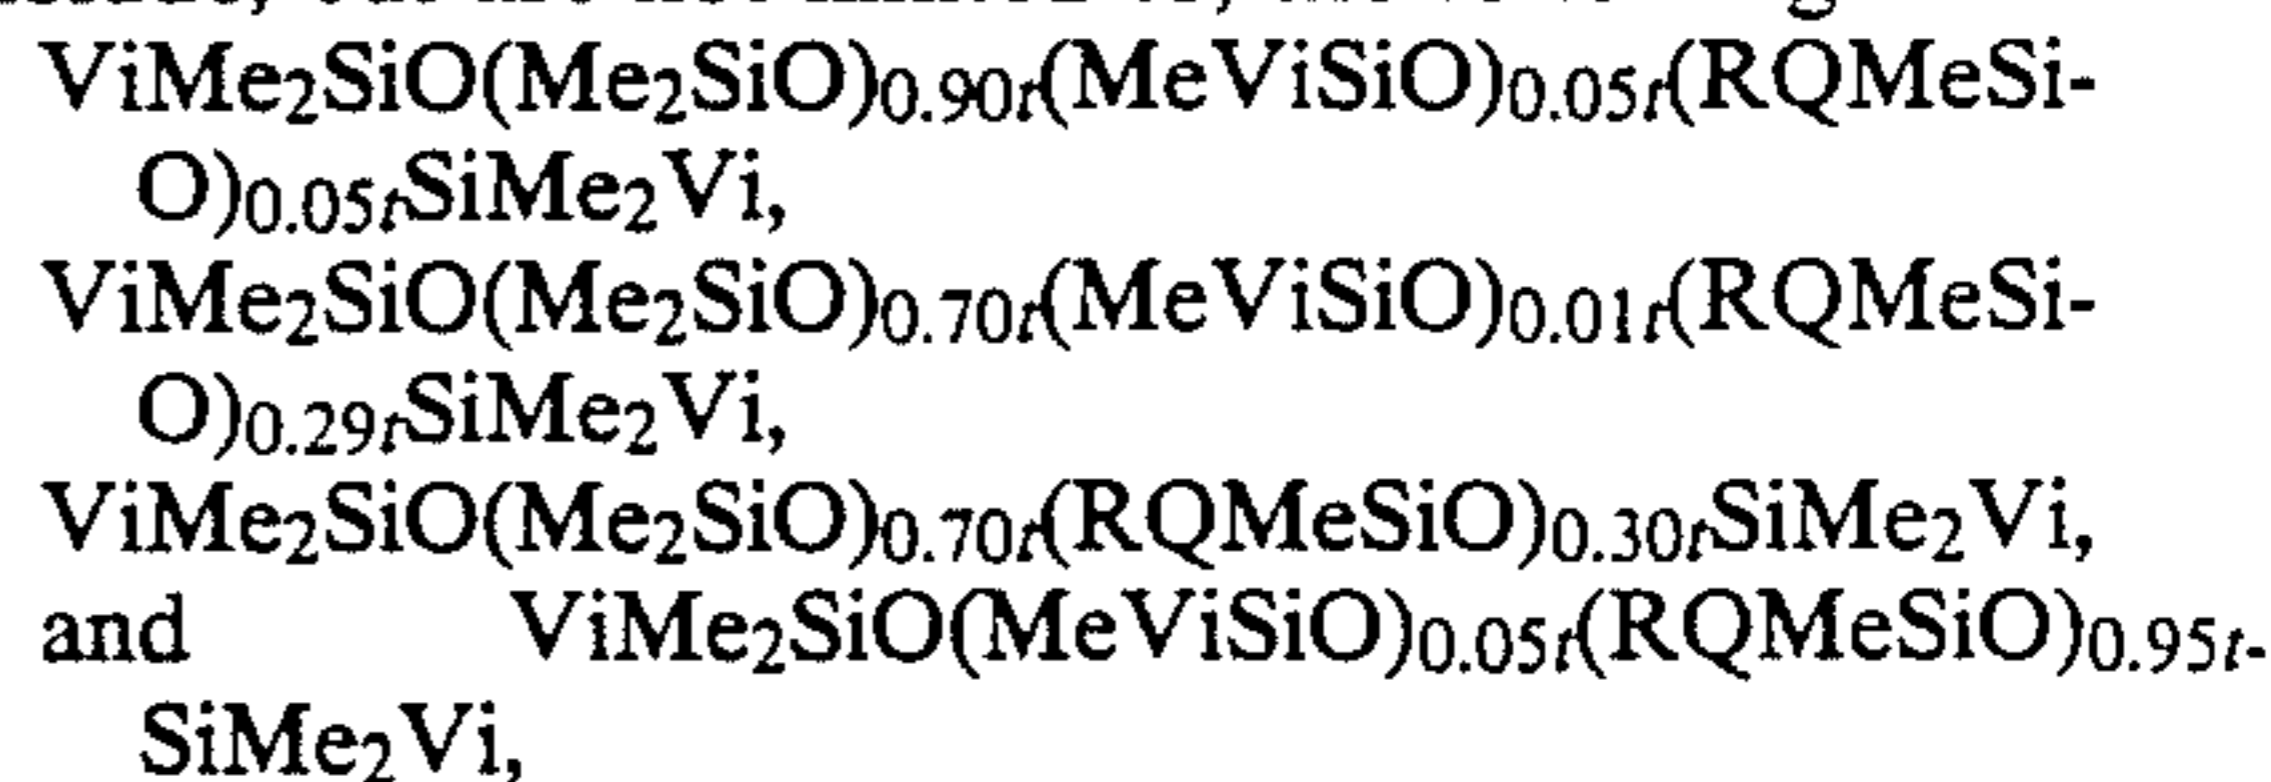 ViMe₂SiO(Me₂SiO)₀.₉₀ₜ(MeViSiO)₀.₀₅ₜ(RQMeSi-
O)₀.₀₅ₜSiMe₂Vi,
ViMe₂SiO(Me₂SiO)₀.₇₀ₜ(MeViSiO)₀.₀₁ₜ(RQMeSi-
O)₀.₂₉ₜSiMe₂Vi,
ViMe₂SiO(Me₂SiO)₀.₇₀ₜ(RQMeSiO)₀.₃₀ₜSiMe₂Vi,
and ViMe₂SiO(MeViSiO)₀.₀₅ₜ(RQMeSiO)₀.₉₅ₜ-
SiMe₂Vi,